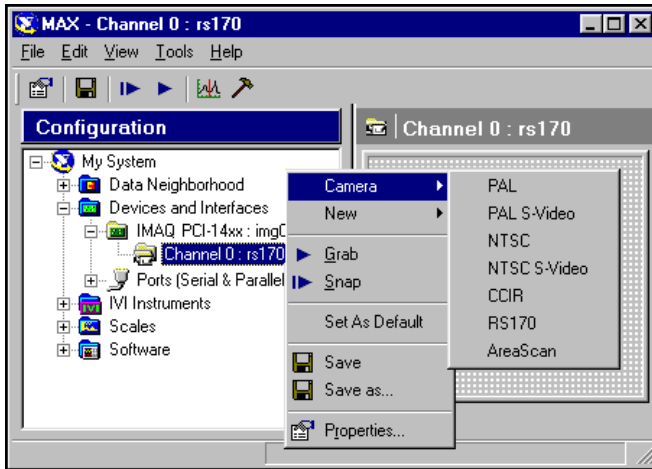 MAX - Channel 0 : rs170
File Edit View Tools Help
Configuration
Channel 0 : rs170
My System
Data Neighborhood
Devices and Interfaces
IMAQ PCI-14xx : img0
Channel 0 : rs170
Ports (Serial & Parallel
IVI Instruments
Scales
Software
Camera
New
Grab
Snap
Set As Default
Save
Save as...
Properties...
PAL
PAL S-Video
NTSC
NTSC S-Video
CCIR
RS170
AreaScan